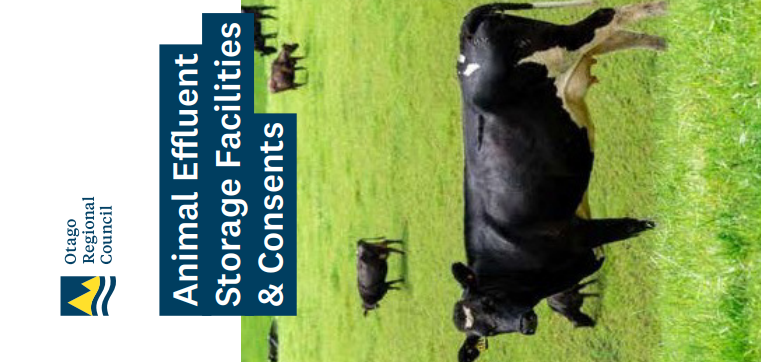 Otago
Regional
Council
Animal Effluent
Storage Facilities
& Consents